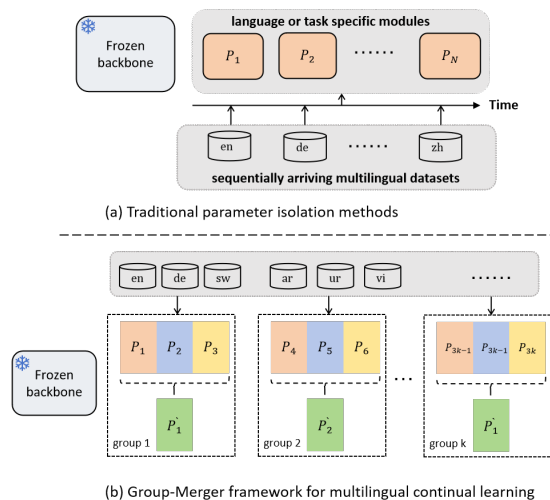 language or task specific modules
Frozen
backbone
P1 P2 ······ PN
Time
en de ······ zh
sequentially arriving multilingual datasets
(a) Traditional parameter isolation methods
en de sw ar ur vi ······
P1 P2 P3 P4 P5 P6 P3k−1 P3k−1 P3k
Frozen
backbone
...
P̀1 P̀2 P̀1
group 1 group 2 group k
(b) Group-Merger framework for multilingual continual learning